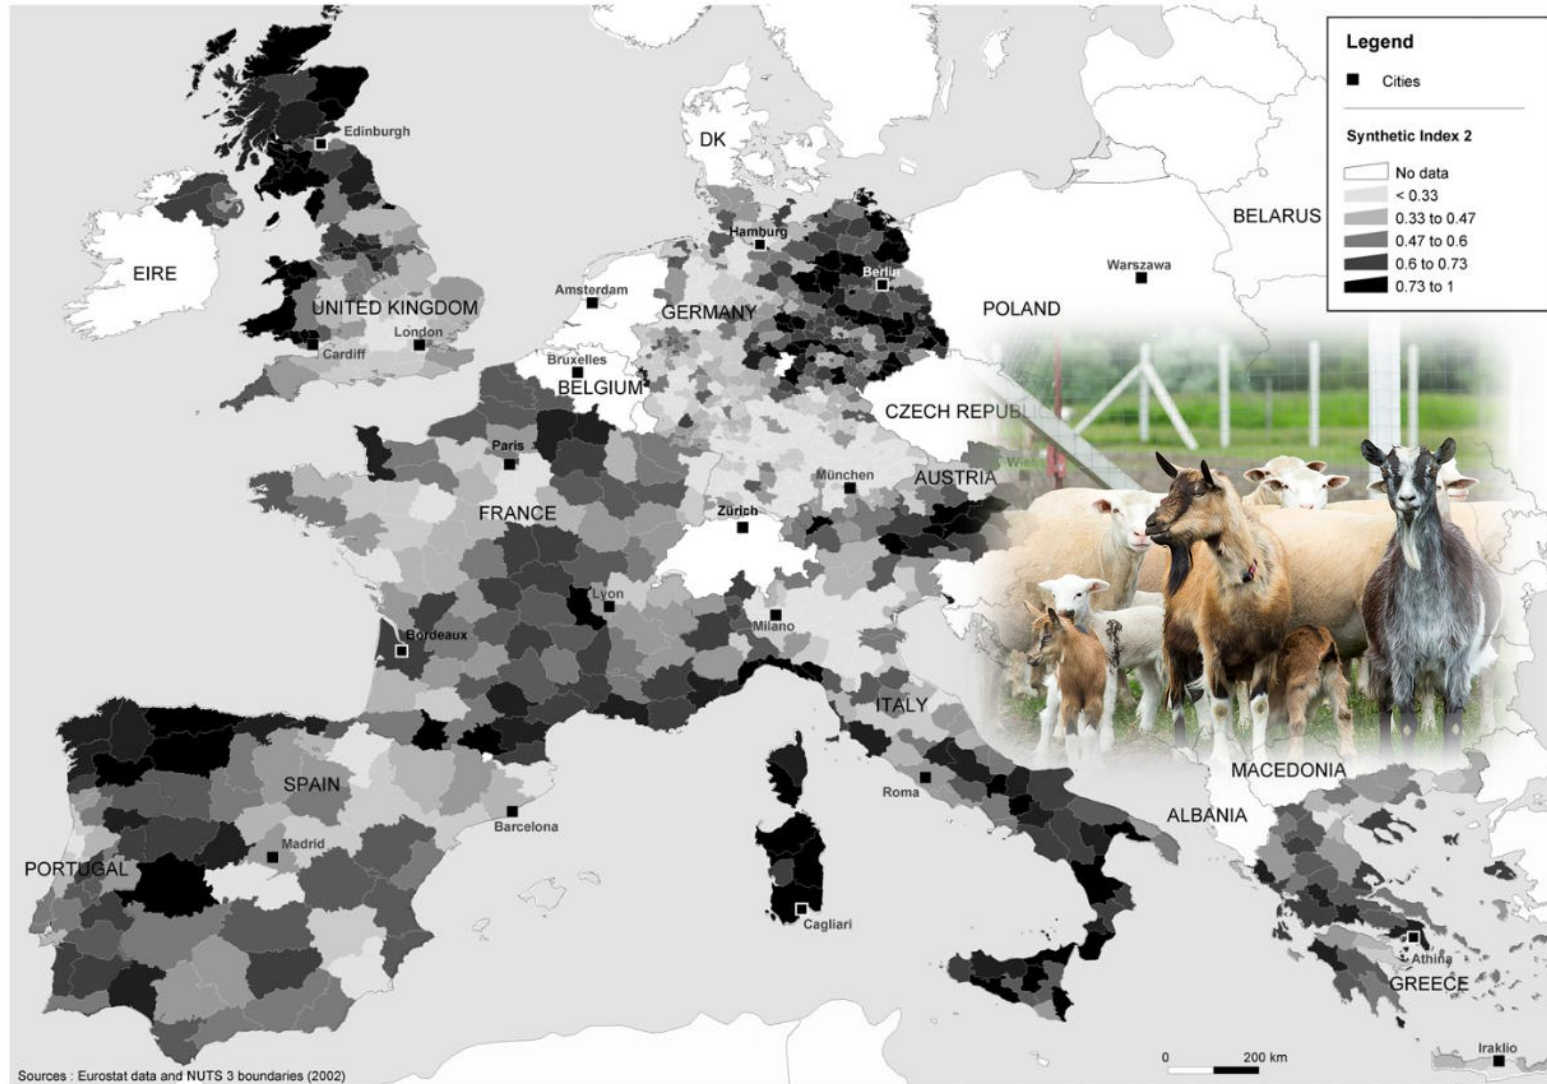 Legend
Cities
Synthetic Index 2
No data
< 0.33
0.33 to 0.47
0.47 to 0.6
0.6 to 0.73
0.73 to 1
Edinburgh
DK
BELARUS
Hamburg
EIRE
Berlin
Warszawa
Amsterdam
UNITED KINGDOM
GERMANY
POLAND
London
Cardiff
Bruxelles
BELGIUM
CZECH REPUBLIC
Paris
Wien
München
AUSTRIA
FRANCE
Zürich
Lyon
Milano
Bordeaux
ITALY
MACEDONIA
SPAIN
Roma
ALBANIA
Barcelona
Madrid
PORTUGAL
Cagliari
Athina
GREECE
Iraklio
0 200 km
Sources : Eurostat data and NUTS 3 boundaries (2002)